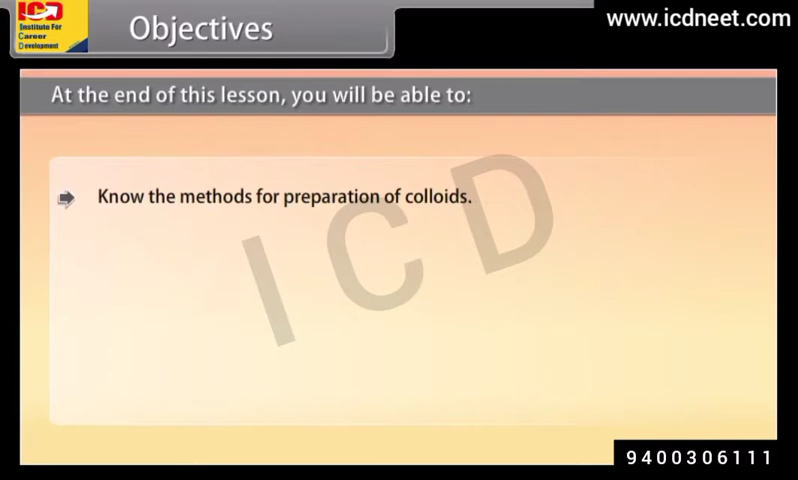 ICD
Institute For
Career
Development
Objectives
www.icdneet.com
At the end of this lesson, you will be able to:
Know the methods for preparation of colloids.
ICD
9400306111